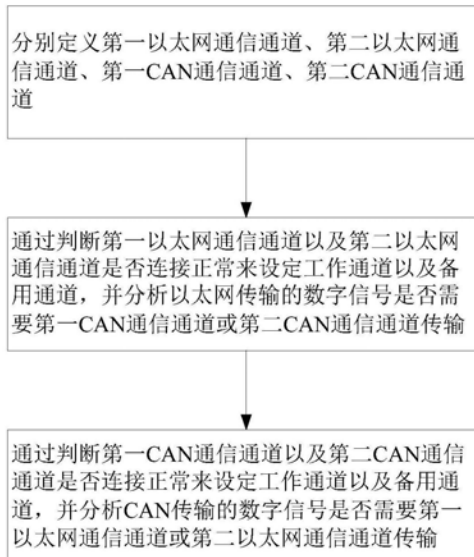 分别定义第一以太网通信通道、第二以太网通
信通道、第一CAN通信通道、第二CAN通信通
道
通过判断第一以太网通信通道以及第二以太网
通信通道是否连接正常来设定工作通道以及备
用通道，并分析以太网传输的数字信号是否需
要第一CAN通信通道或第二CAN通信通道传输
通过判断第一CAN通信通道以及第二CAN通信
通道是否连接正常来设定工作通道以及备用通
道，并分析CAN传输的数字信号是否需要第一
以太网通信通道或第二以太网通信通道传输